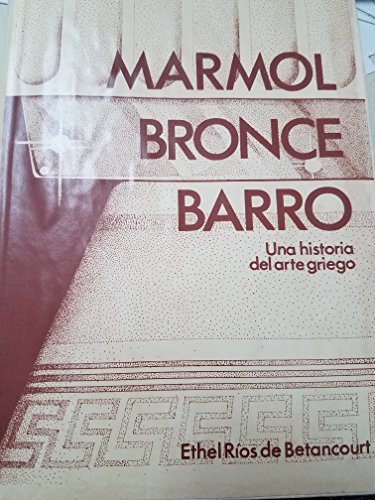 MARMOL
BRONCE
BARRO
Una historia
del arte griego
Ethel Ríos de Betancourt